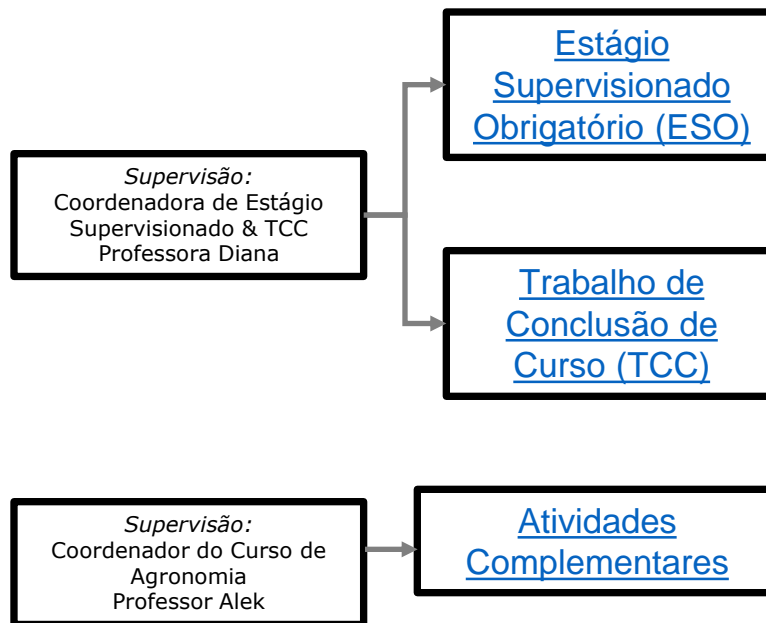 Estágio
Supervisionado
Obrigatório (ESO)
Supervisão:
Coordenadora de Estágio
Supervisionado & TCC
Professora Diana
Trabalho de
Conclusão de
Curso (TCC)
Supervisão:
Coordenador do Curso de
Agronomia
Professor Alek
Atividades
Complementares